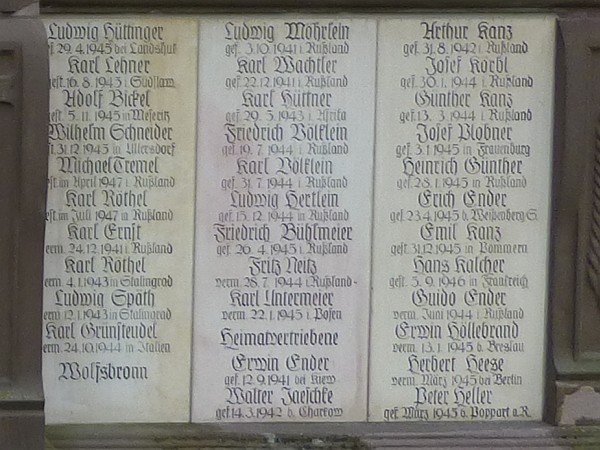 Ludwig Hüttinger
gef. 29.4.1945 bei Landshut
Karl Lehner
gest. 16.8.1945 i. Südslaw.
Adolf Bickel
gest. 5.11.1945 in Meseritz
Wilhelm Schneider
gest. 31.12.1945 in Ullersdorf
Michael Tremel
gest. im April 1947 i. Rußland
Karl Röthel
gest. im Juli 1947 in Rußland
Karl Ernst
verm. 24.12.1941 i. Rußland
Karl Röthel
verm. 4.1.1943 in Stalingrad
Ludwig Späth
verm. 12.1.1943 in Stalingrad
Karl Grünsteudel
verm. 24.10.1944 in Italien
Wolfsbronn
Ludwig Mohrlein
gef. 3.10.1941 i. Rußland
Karl Wachtler
gef. 22.12.1941 i. Rußland
Karl Hüttner
gef. 29.5.1943 i. Afrika
Friedrich Völklein
gef. 19.7.1944 i. Rußland
Karl Völklein
gef. 31.7.1944 i. Rußland
Ludwig Hertlein
gef. 15.12.1944 in Rußland
Friedrich Bühlmeier
gef. 26.4.1945 i. Rußland
Fritz Neitz
verm. 28.7.1944 i. Rußland
Karl Untermeier
verm. 22.1.1945 i. Posen
Heimatvertriebene
Erwin Ender
gef. 12.9.1941 bei Kiew
Walter Jaeschke
gef. 14.3.1942 b. Charkow
Arthur Kanz
gef. 31.8.1942 i. Rußland
Josef Körbl
gef. 30.1.1944 i. Rußland
Günther Kanz
gef. 13.3.1944 i. Rußland
Josef Plobner
gef. 3.1.1945 in Frauenburg
Heinrich Günther
gef. 28.1.1945 in Rußland
Erich Ender
gef. 23.4.1945 b. Weißenberg S.
Emil Kanz
gest. 31.12.1945 in Pommern
Hans Kalcher
gest. 5.9.1946 in Frankreich
Guido Ender
verm. Juni 1944 i. Rußland
Erwin Höllebrand
verm. 13.1.1945 b. Breslau
Herbert Heeze
verm. März 1945 bei Berlin
Peter Heller
gef. März 1945 b. Poppart a.R.